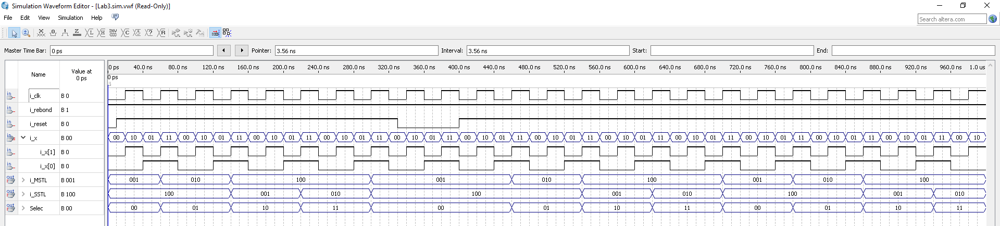 Simulation Waveform Editor - [Lab3.sim.vwf (Read-Only)]
File Edit View Simulation Help
Search altera.com
Master Time Bar: 0 ps Pointer: 3.56 ns Interval: 3.56 ns Start: End:
Name Value at 0 ps
0 ps 40.0 ns 80.0 ns 120.0 ns 160.0 ns 200.0 ns 240.0 ns 280.0 ns 320.0 ns 360.0 ns 400.0 ns 440.0 ns 480.0 ns 520.0 ns 560.0 ns 600.0 ns 640.0 ns 680.0 ns 720.0 ns 760.0 ns 800.0 ns 840.0 ns 880.0 ns 920.0 ns 960.0 ns 1.0 us
0 ps
in i_clk B 0
in i_rebond B 1
in i_reset B 0
in i_x B 00 00 10 01 11 00 10 01 11 00 10 01 11 00 10 01 11 00 10 01 11 00 10 01 11 00 10 01 11 00 10 01 11 00 10 01 11 00 10 01 11 00 10 01 11 00 10 01 11 00 10
in i_x[1] B 0
in i_x[0] B 0
out i_MSTL B 001 001 010 100 001 010 100 001 010 100
out i_SSTL B 100 100 001 010 100 001 010 100 001 010
out Selec B 00 00 01 10 11 00 01 10 11 00 01 10 11